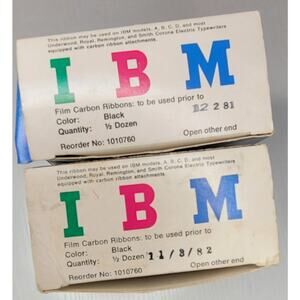 This ribbon may be used on IBM models, A, B, C, D, and most
Underwood, Royal, Remington, and Smith Corona Electric Typewriters
equipped with carbon ribbon attachments.
I B M
Film Carbon Ribbons: to be used prior to
Color: Black 12 2 81
Quantity: ½ Dozen
Reorder No: 1010760 Open other end
This ribbon may be used on IBM models, A, B, C, D, and most
Underwood, Royal, Remington, and Smith Corona Electric Typewriters
equipped with carbon ribbon attachments.
I B M
Film Carbon Ribbons: to be used prior to
Color: Black
Quantity: ½ Dozen 11/3/82
Reorder No: 1010760 Open other end